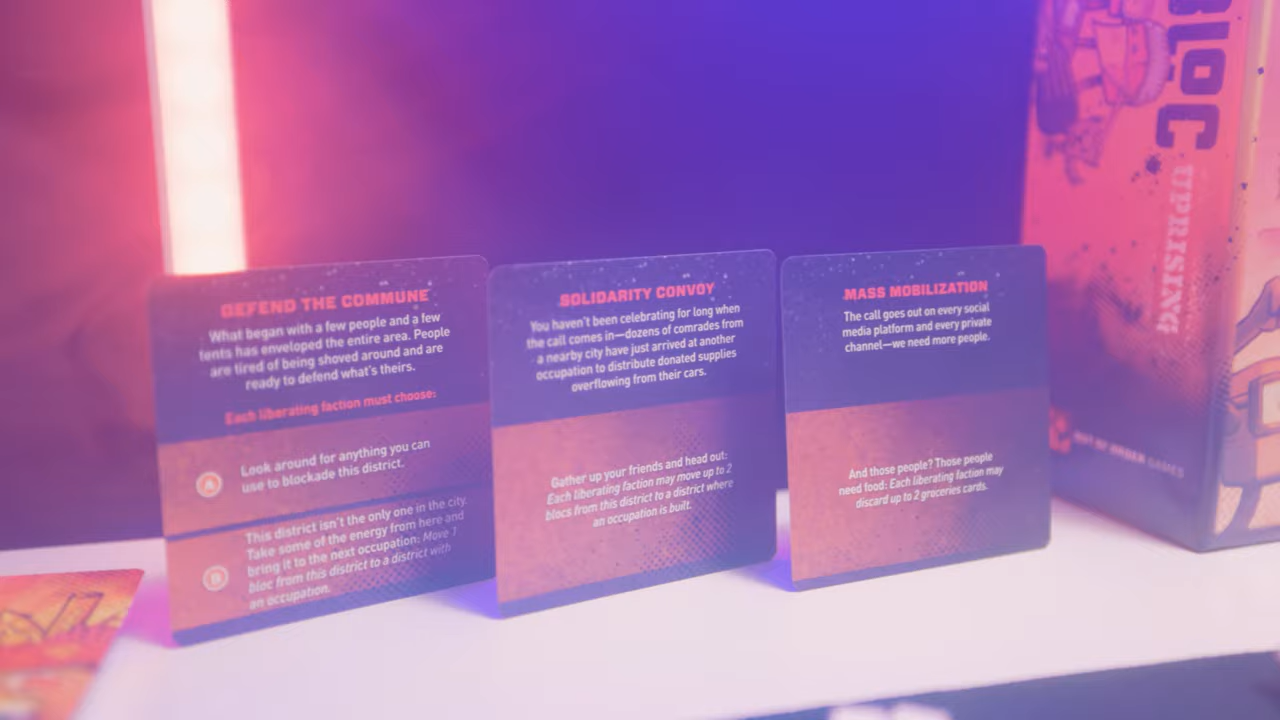 DEFEND THE COMMUNE
What began with a few people and a few
tents has enveloped the entire area. People
are tired of being shoved around and are
ready to defend what's theirs.
Each liberating faction must choose:
A
Look around for anything you can
use to blockade this district.
B
This district isn't the only one in the city.
Take some of the energy from here and
bring it to the next occupation: Move 1
bloc from this district to a district with
an occupation.
SOLIDARITY CONVOY
You haven't been celebrating for long when
the call comes in—dozens of comrades from
a nearby city have just arrived at another
occupation to distribute donated supplies
overflowing from their cars.
Gather up your friends and head out:
Each liberating faction may move up to 2
blocs from this district to a district where
an occupation is built.
MASS MOBILIZATION
The call goes out on every social
media platform and every private
channel—we need more people.
And those people? Those people
need food: Each liberating faction may
discard up to 2 groceries cards.
BLOC
UPRISING
OUT OF ORDER GAMES